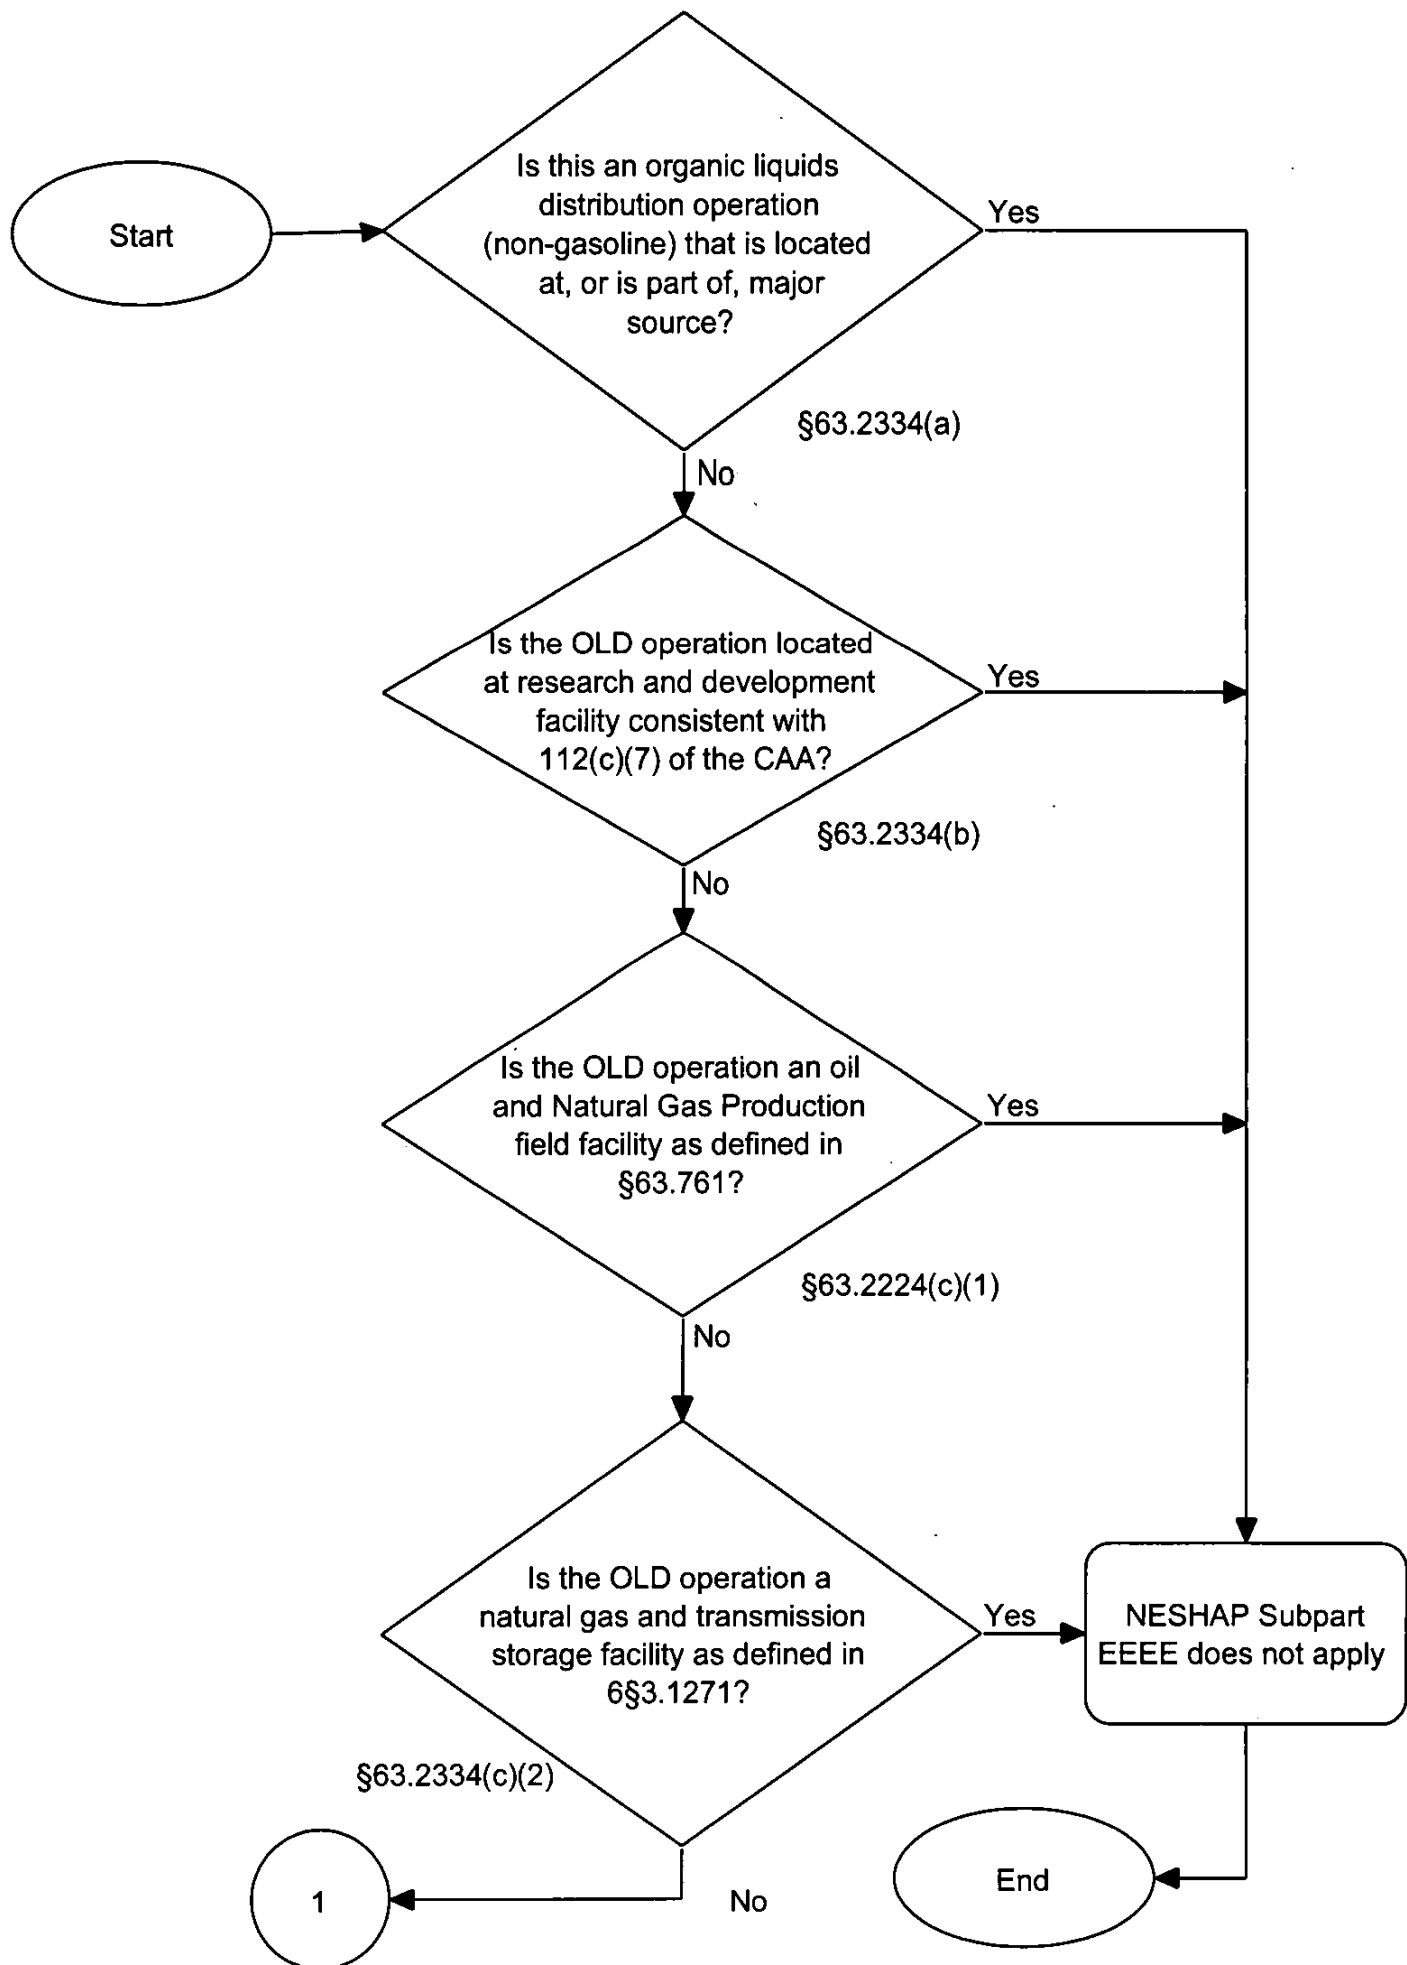 Start
Is this an organic liquids
distribution operation
(non-gasoline) that is located
at, or is part of, major
source?
Yes
§63.2334(a)
No
Is the OLD operation located
at research and development
facility consistent with
112(c)(7) of the CAA?
Yes
§63.2334(b)
No
Is the OLD operation an oil
and Natural Gas Production
field facility as defined in
§63.761?
Yes
§63.2224(c)(1)
No
Is the OLD operation a
natural gas and transmission
storage facility as defined in
6§3.1271?
Yes
NESHAP Subpart
EEEE does not apply
§63.2334(c)(2)
No
1
End